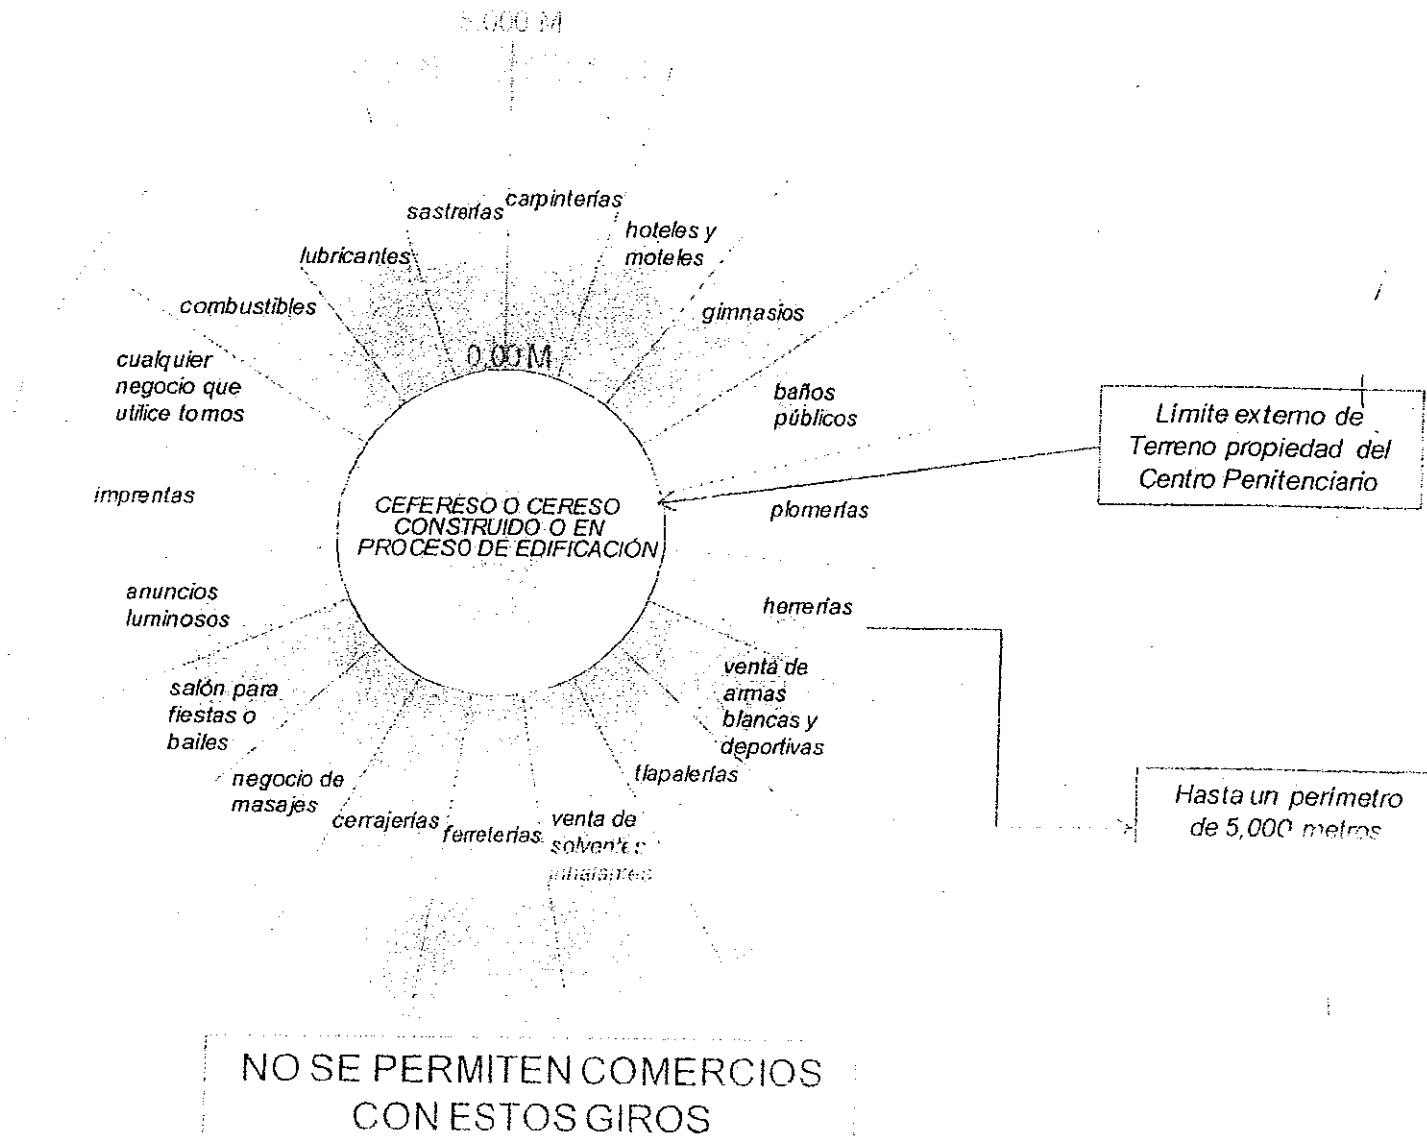 5,000 M
sastrerías
carpinterías
hoteles y
moteles
lubricantes
gimnasios
combustibles
0.00 M
cualquier
negocio que
utilice tornos
baños
públicos
Límite externo de
Terreno propiedad del
Centro Penitenciario
imprentas
CEFERESO O CERESO
CONSTRUIDO O EN
PROCESO DE EDIFICACIÓN
plomerías
anuncios
luminosos
herrerías
salón para
fiestas o
bailes
venta de
armas
blancas y
deportivas
negocio de
masajes
tlapalerías
cerrajerías
ferreterías
venta de
solventes
inhalantes
Hasta un perímetro
de 5,000 metros
NO SE PERMITEN COMERCIOS
CON ESTOS GIROS